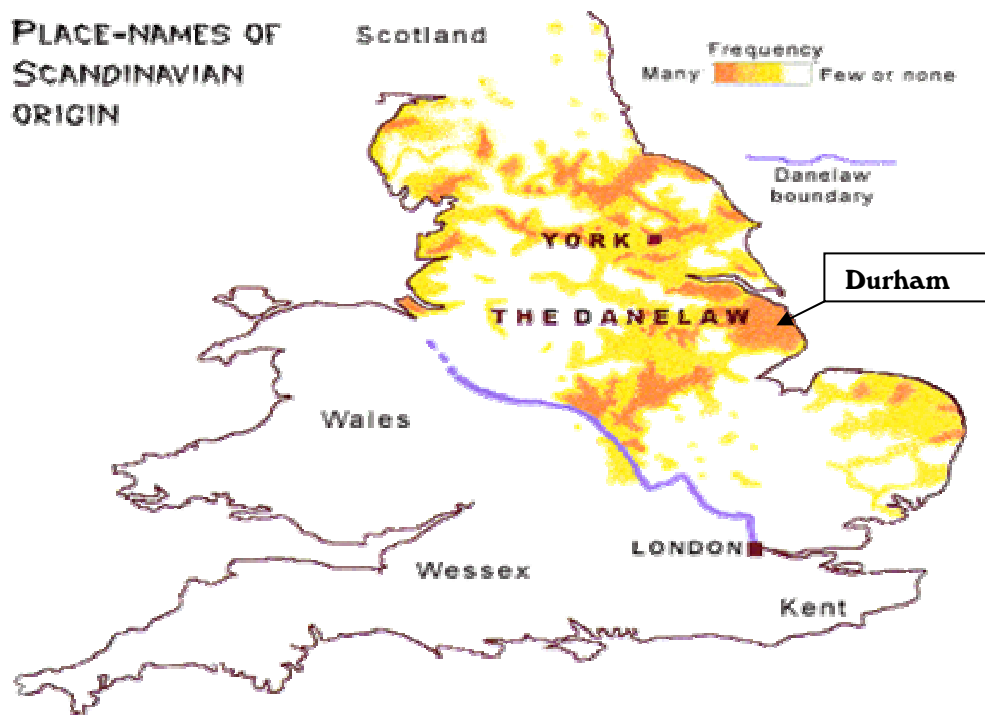 PLACE-NAMES OF
SCANDINAVIAN
ORIGIN
Scotland
Frequency
Many Few or none
Danelaw
boundary
YORK
Durham
THE DANELAW
Wales
LONDON
Wessex
Kent